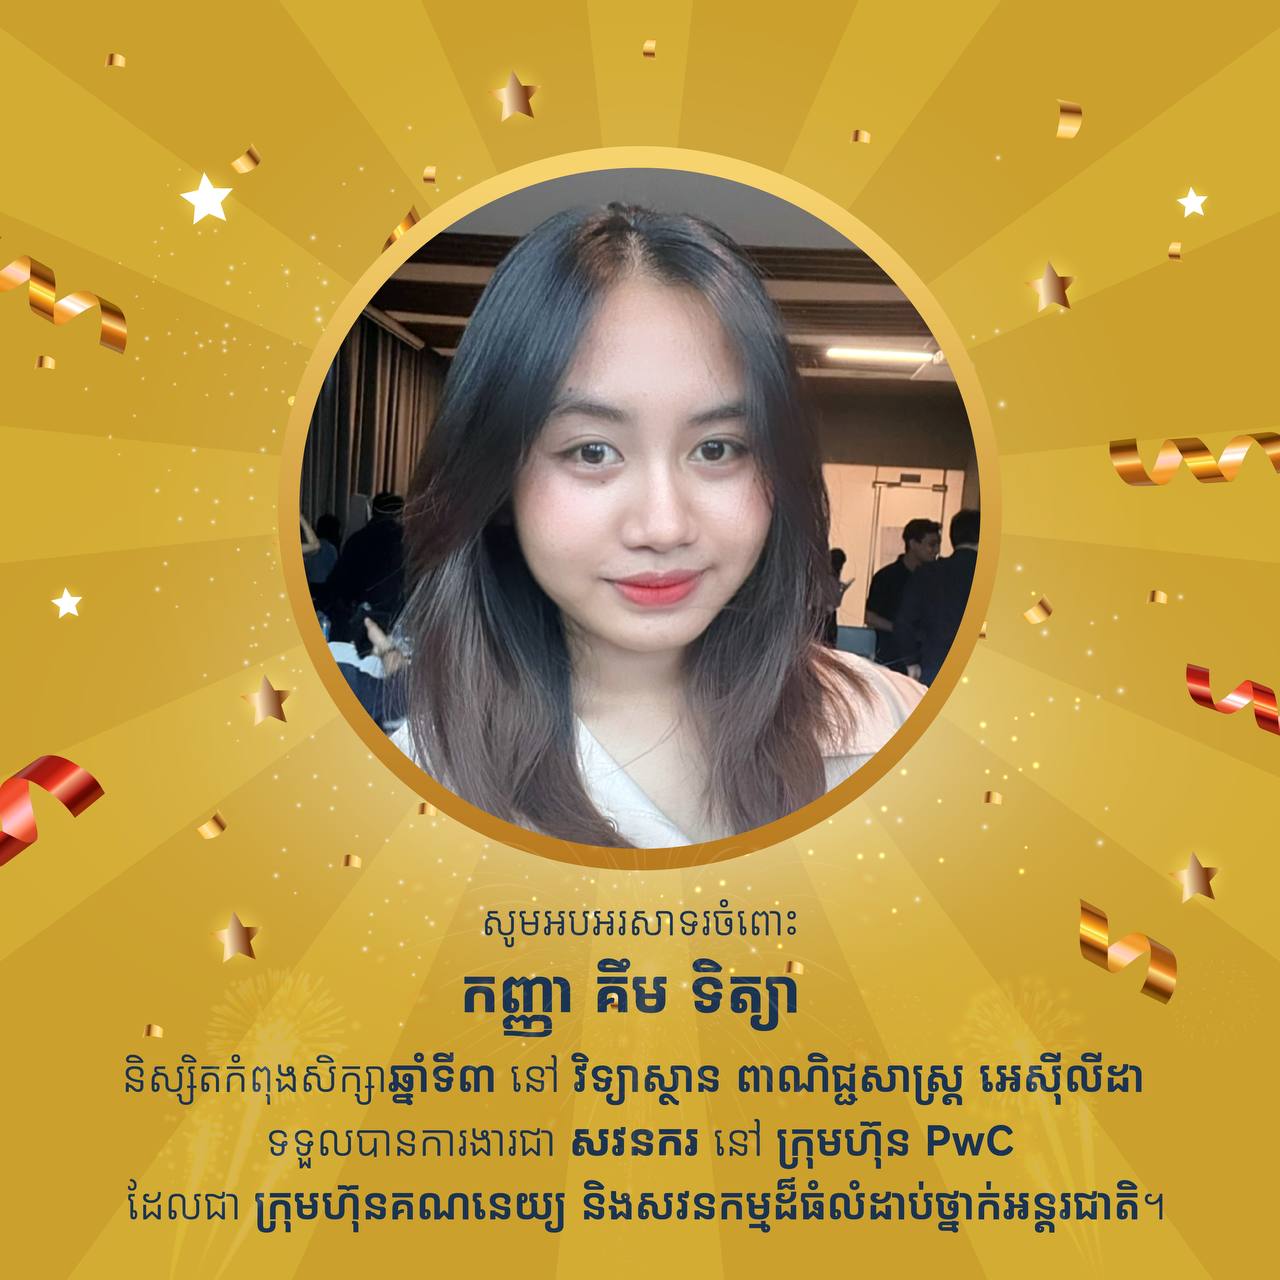 សូមអបអរសាទរចំពោះ
កញ្ញា គឹម ទិត្យា
និស្សិតកំពុងសិក្សាឆ្នាំទី៣ នៅ វិទ្យាស្ថាន ពាណិជ្ជសាស្ត្រ អេស៊ីលីដា
ទទួលបានការងារជា សវនករ នៅ ក្រុមហ៊ុន PwC
ដែលជា ក្រុមហ៊ុនគណនេយ្យ និងសវនកម្មដ៏ធំលំដាប់ថ្នាក់អន្តរជាតិ។